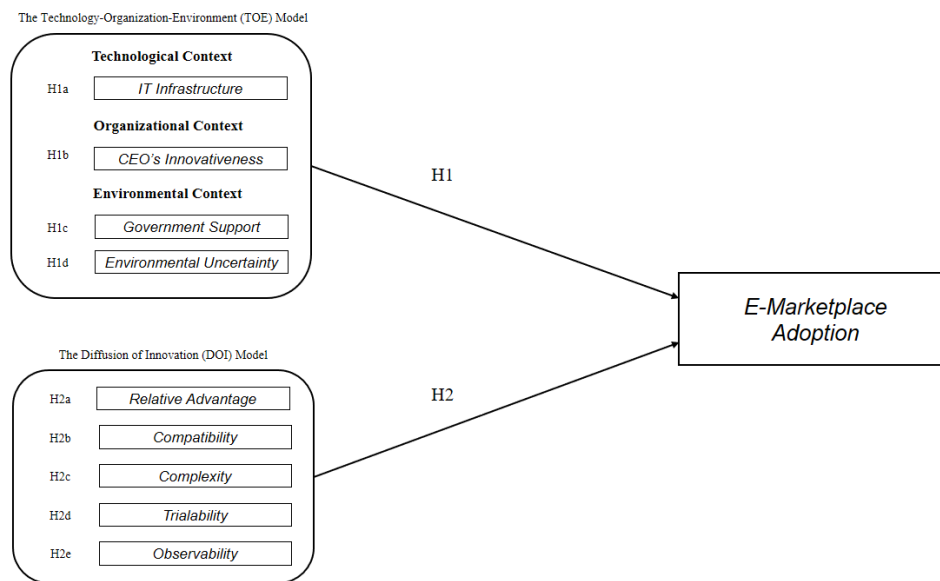 The Technology-Organization-Environment (TOE) Model
Technological Context
H1a
IT Infrastructure
Organizational Context
H1b
CEO's Innovativeness
Environmental Context
H1c
Government Support
H1d
Environmental Uncertainty
H1
E-Marketplace
Adoption
The Diffusion of Innovation (DOI) Model
H2a
Relative Advantage
H2b
Compatibility
H2c
Complexity
H2d
Trialability
H2e
Observability
H2